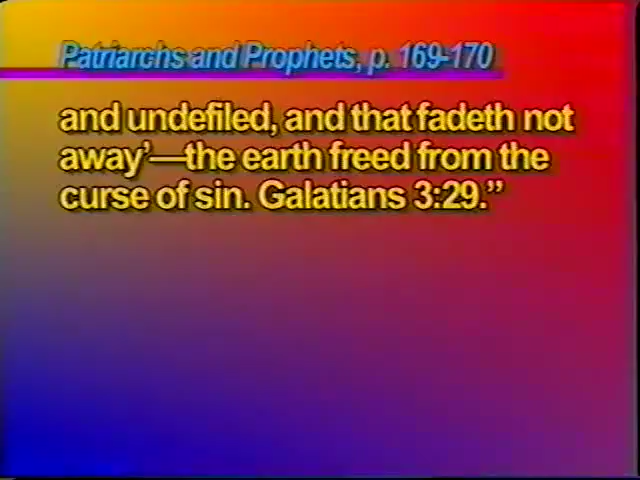 Patriarchs and Prophets, p. 169-170
and undefiled, and that fadeth not
away’—the earth freed from the
curse of sin. Galatians 3:29.”